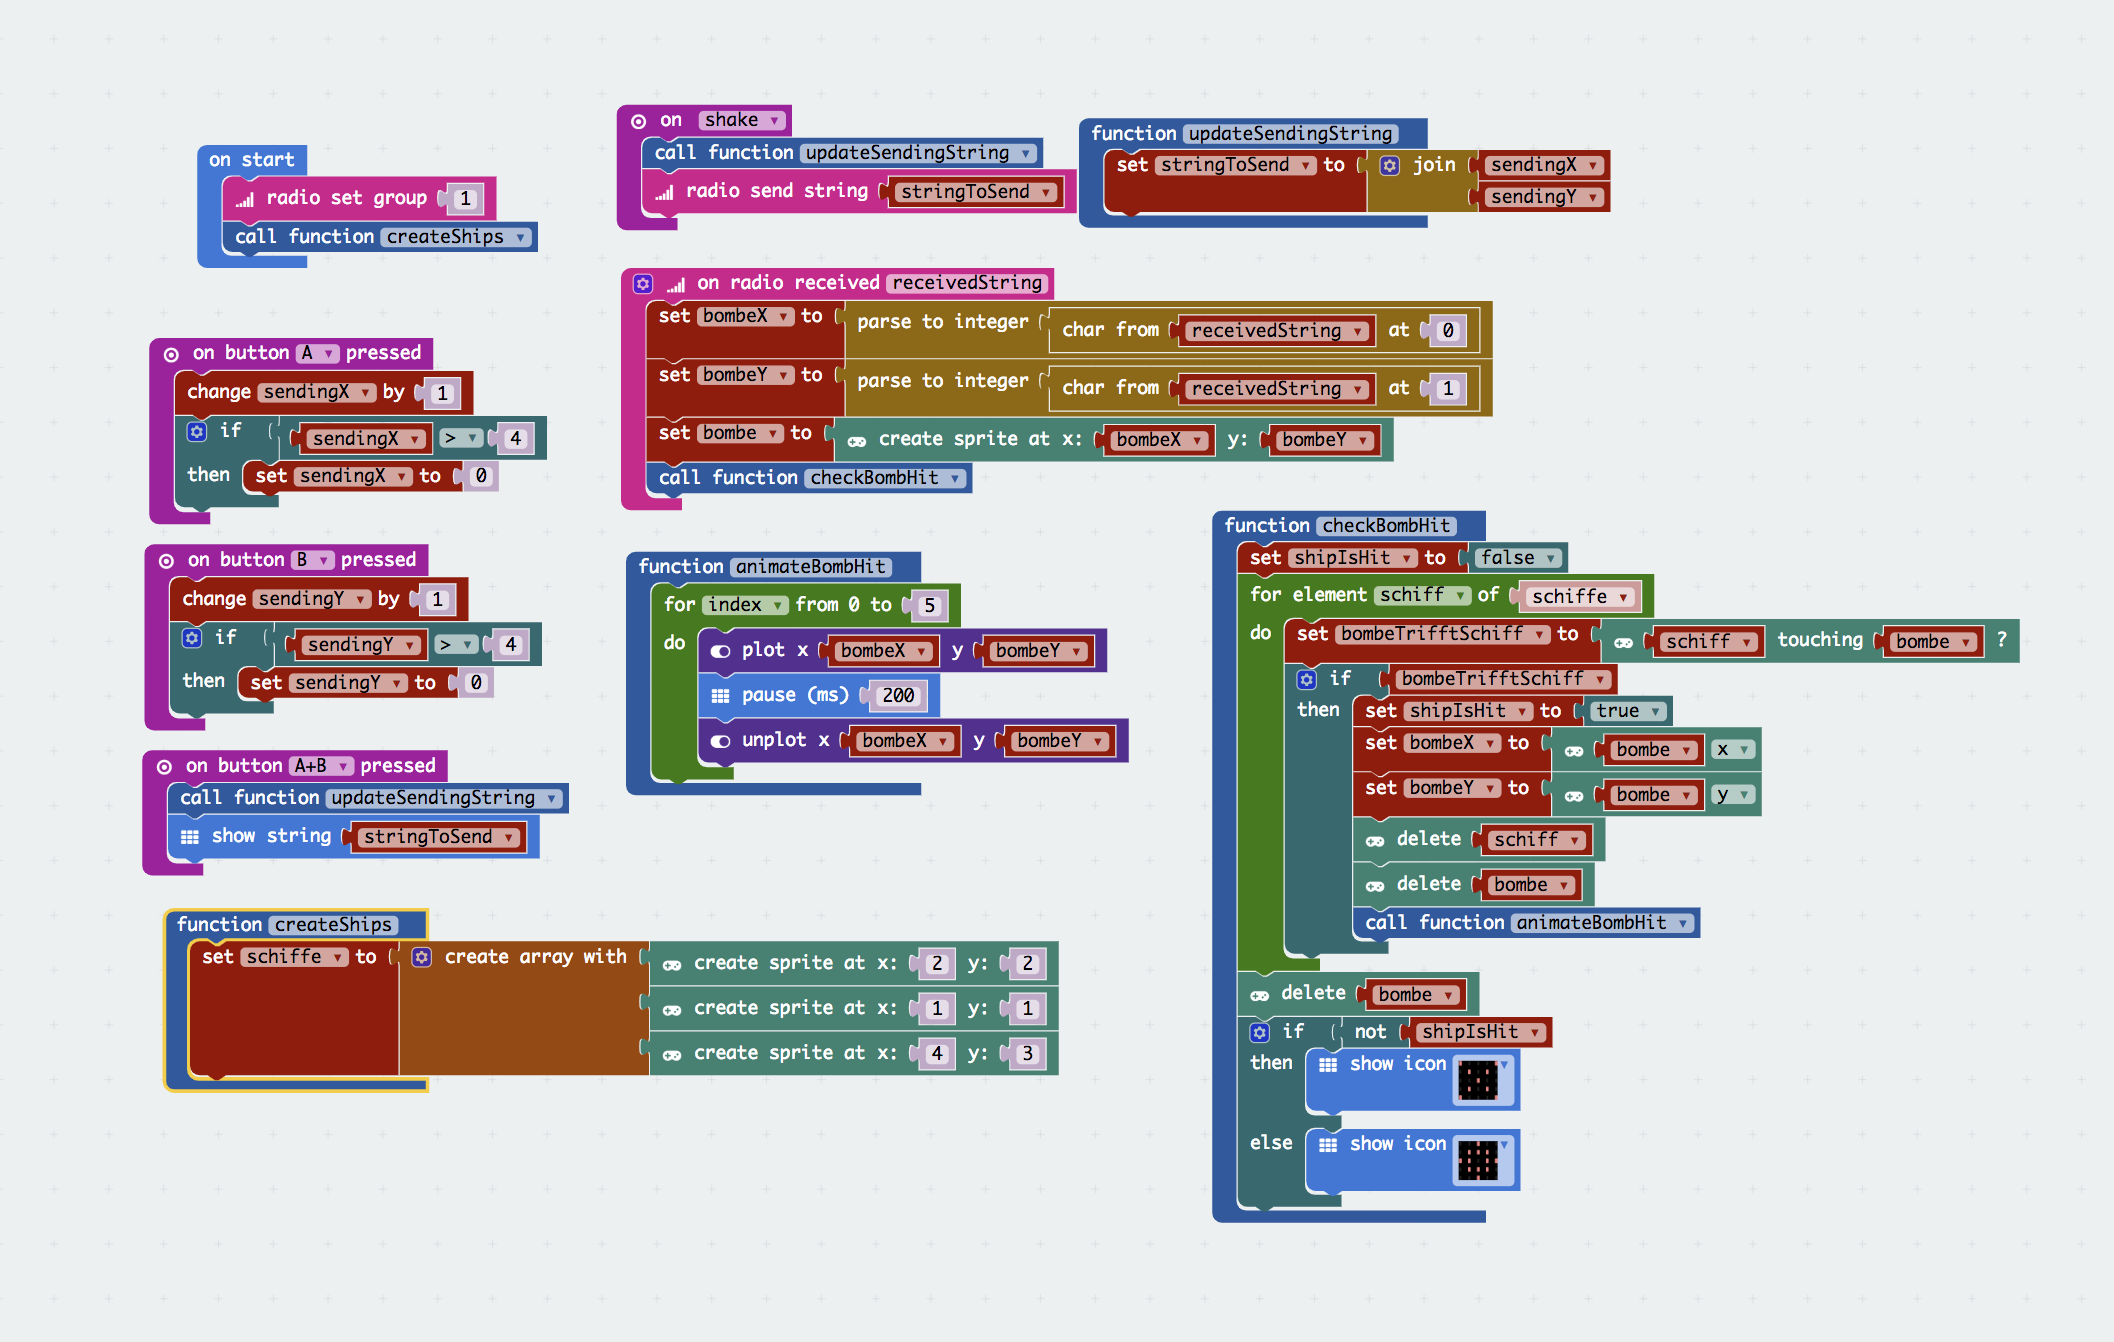 on start
radio set group 1
call function createShips
on button A pressed
change sendingX by 1
if sendingX > 4
then set sendingX to 0
on button B pressed
change sendingY by 1
if sendingY > 4
then set sendingY to 0
on button A+B pressed
call function updateSendingString
show string stringToSend
function createShips
set schiffe to create array with create sprite at x: 2 y: 2
create sprite at x: 1 y: 1
create sprite at x: 4 y: 3
on shake
call function updateSendingString
radio send string stringToSend
function updateSendingString
set stringToSend to join sendingX
sendingY
on radio received receivedString
set bombeX to parse to integer char from receivedString at 0
set bombeY to parse to integer char from receivedString at 1
set bombe to create sprite at x: bombeX y: bombeY
call function checkBombHit
function animateBombHit
for index from 0 to 5
do plot x bombeX y bombeY
pause (ms) 200
unplot x bombeX y bombeY
function checkBombHit
set shipIsHit to false
for element schiff of schiffe
do set bombeTrifftSchiff to schiff touching bombe ?
if bombeTrifftSchiff
then set shipIsHit to true
set bombeX to bombe x
set bombeY to bombe y
delete schiff
delete bombe
call function animateBombHit
delete bombe
if not shipIsHit
then show icon
else show icon